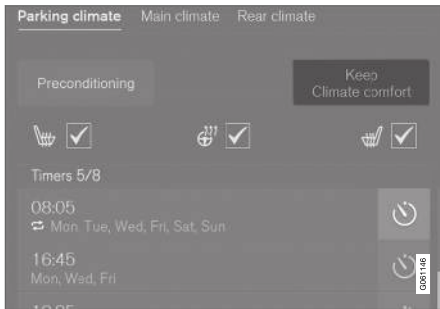 Parking climate Main climate Rear climate
Preconditioning
Keep
Climate comfort
Timers 5/8
08:05
Mon, Tue, Wed, Fri, Sat, Sun
16:45
Mon, Wed, Fri
G061146